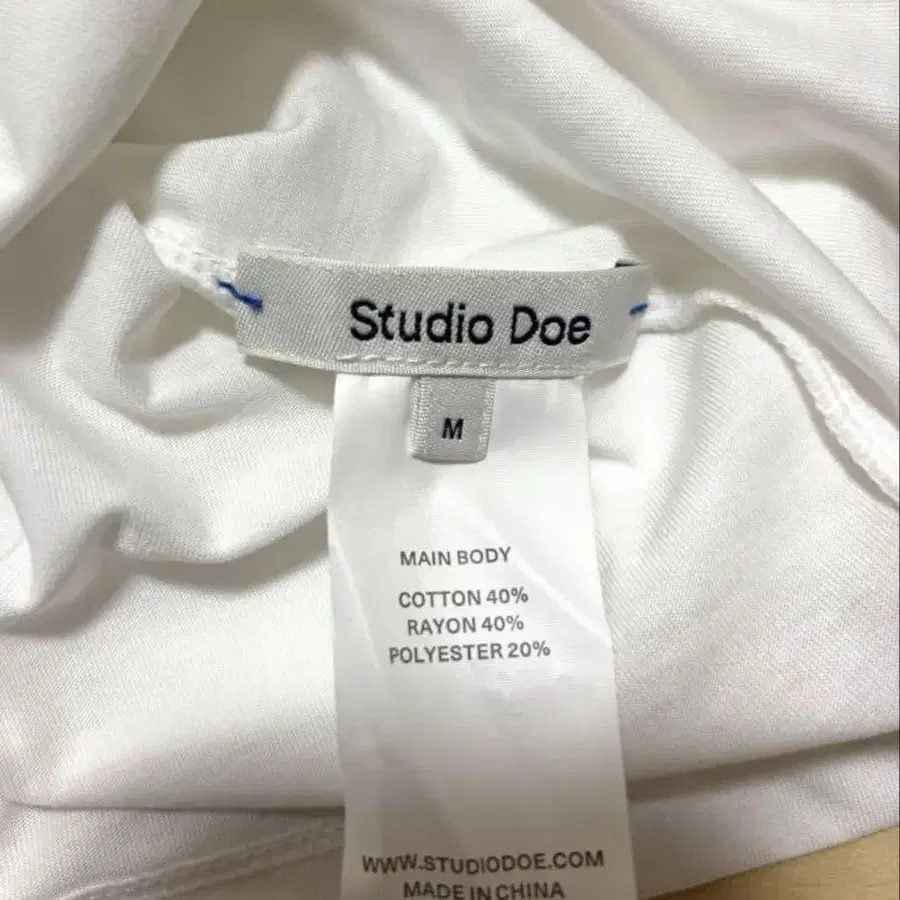 Studio Doe
M
MAIN BODY
COTTON 40%
RAYON 40%
POLYESTER 20%
WWW.STUDIODOE.COM
MADE IN CHINA